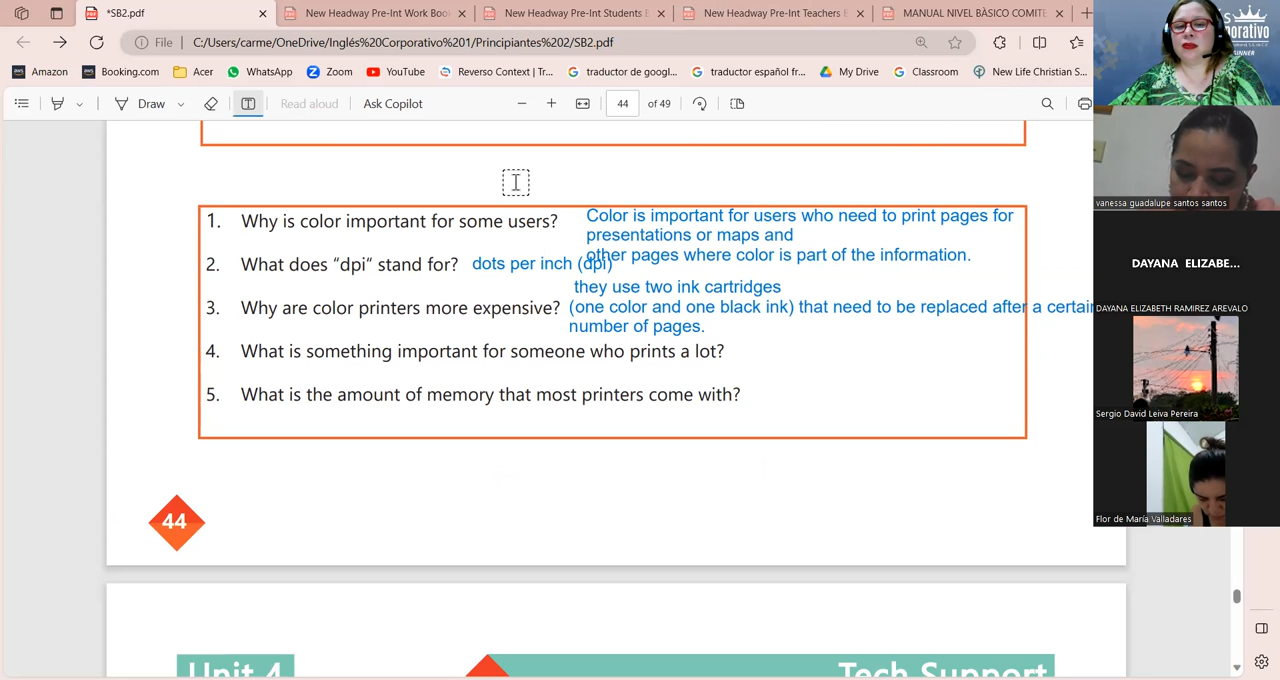 *SB2.pdf
New Headway Pre-Int Work Boo
New Headway Pre-Int Students B
New Headway Pre-Int Teachers E
MANUAL NIVEL BÀSICO COMITE
File
C:/Users/carme/OneDrive/Inglés%20Corporativo%201/Principiantes%202/SB2.pdf
Amazon
Booking.com
Acer
WhatsApp
Zoom
YouTube
Reverso Context | Tr...
traductor de googl...
traductor español fr...
My Drive
Classroom
New Life Christian S...
Draw
Read aloud
Ask Copilot
44
of 49
1. Why is color important for some users?
Color is important for users who need to print pages for
presentations or maps and
other pages where color is part of the information.
2. What does “dpi“ stand for?
dots per inch (dpi)
they use two ink cartridges
3. Why are color printers more expensive?
(one color and one black ink) that need to be replaced after a certain
number of pages.
4. What is something important for someone who prints a lot?
5. What is the amount of memory that most printers come with?
44
Unit 4
Tech Support
vanessa guadalupe santos santos
DAYANA ELIZABE...
DAYANA ELIZABETH RAMIREZ AREVALO
Sergio David Leiva Pereira
Flor de María Valladares